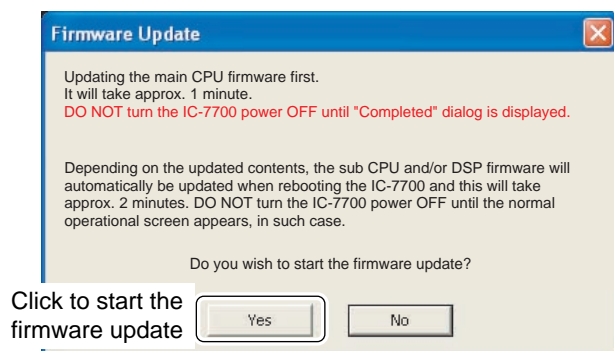 Firmware Update
Updating the main CPU firmware first.
It will take approx. 1 minute.
DO NOT turn the IC-7700 power OFF until "Completed" dialog is displayed.
Depending on the updated contents, the sub CPU and/or DSP firmware will
automatically be updated when rebooting the IC-7700 and this will take
approx. 2 minutes. DO NOT turn the IC-7700 power OFF until the normal
operational screen appears, in such case.
Do you wish to start the firmware update?
Click to start the
firmware update
Yes
No